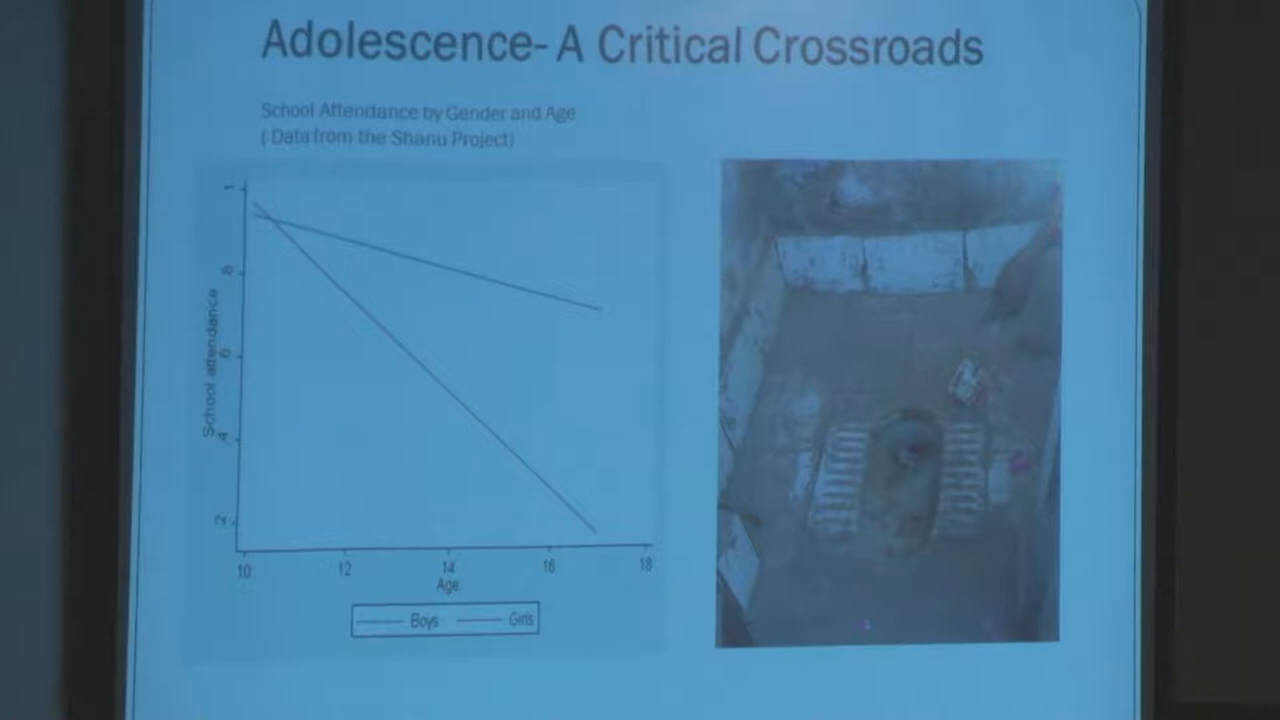 Adolescence- A Critical Crossroads
School Attendance by Gender and Age
( Data from the Shanu Project)
School attendance
1
.8
.6
.4
.2
10 12 14 16 18
Age
Boys Girls